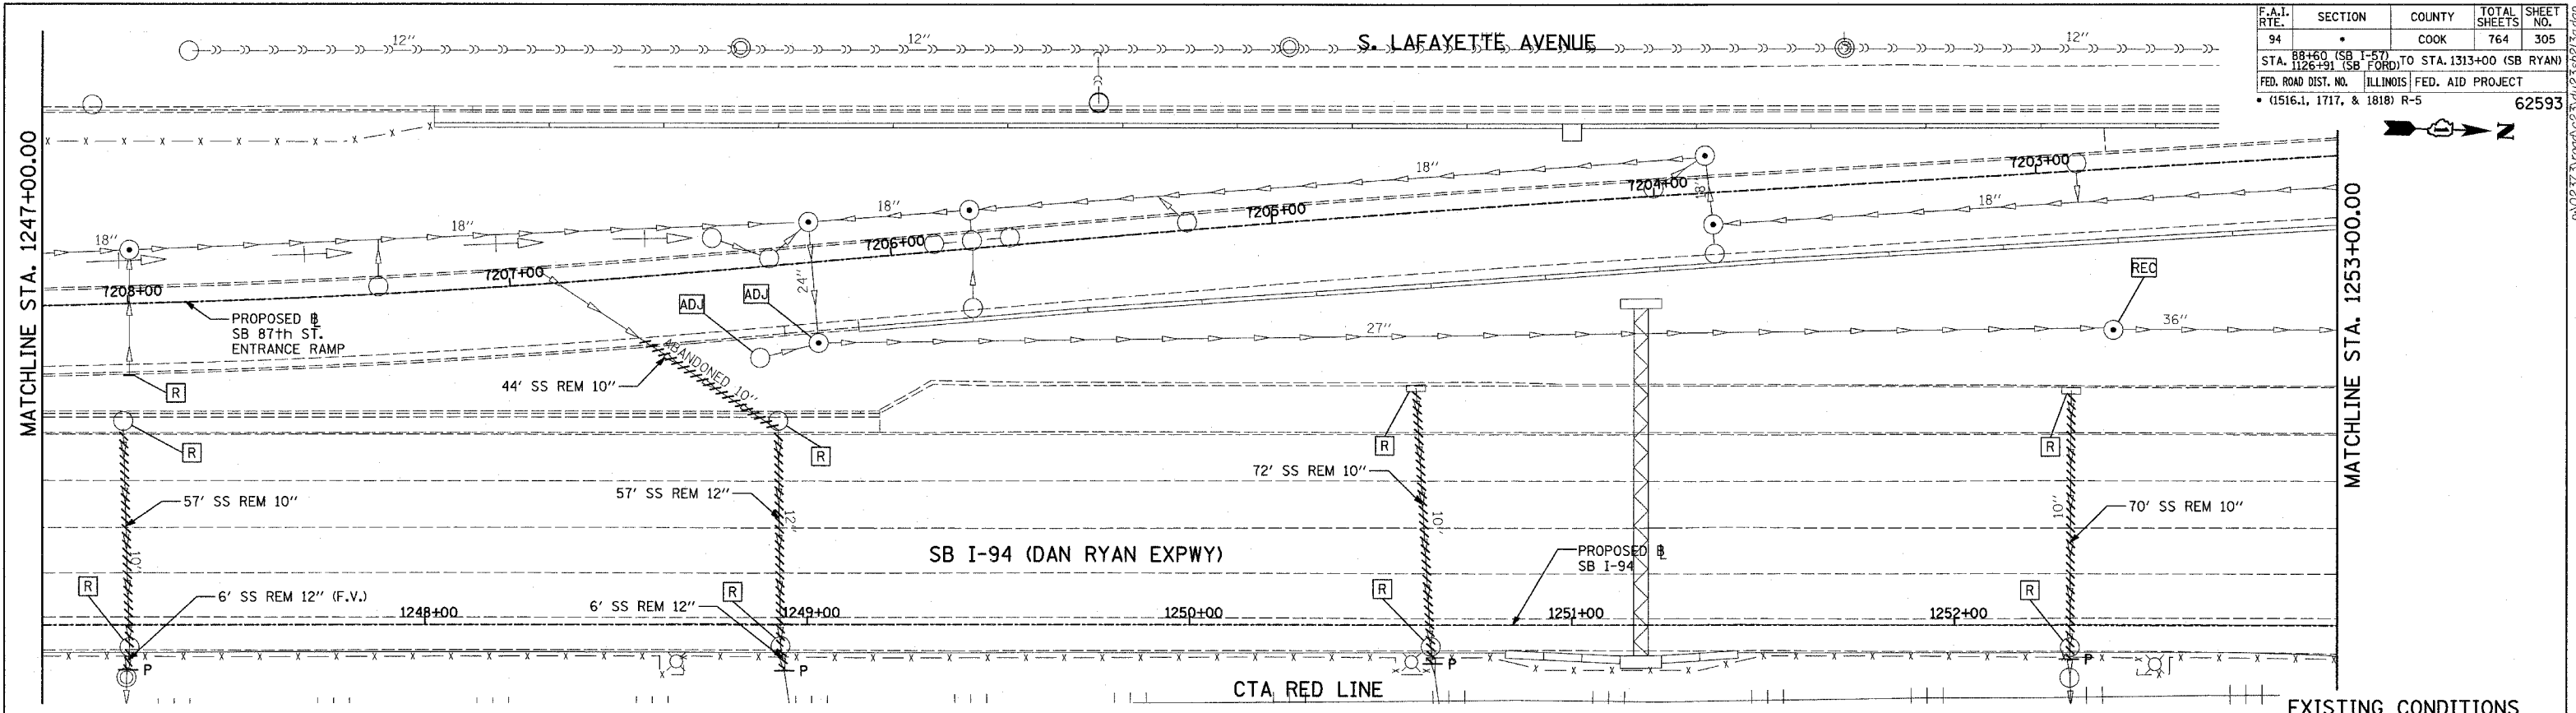 F.A.I. RTE. SECTION COUNTY TOTAL SHEETS SHEET NO.
94 • COOK 764 305
STA. 88+60 (SB I-57) 1126+91 (SB FORD) TO STA. 1313+00 (SB RYAN)
FED. ROAD DIST. NO. ILLINOIS FED. AID PROJECT
• (1516.1, 1717, & 1818) R-5
62593
N
12" 12" S. LAFAYETTE AVENUE 12"
MATCHLINE STA. 1247+00.00
MATCHLINE STA. 1253+00.00
18" 18" 18" 18" 18" 18"
7208+00 7207+00 7206+00 7205+00 7204+00 7203+00
24"
PROPOSED B
SB 87th ST.
ENTRANCE RAMP
ADJ ADJ REC
27" 36"
ABANDONED 10"
44' SS REM 10"
R
R R R R
72' SS REM 10"
57' SS REM 10"
57' SS REM 12"
70' SS REM 10"
10" 12" 10" 10"
SB I-94 (DAN RYAN EXPWY)
PROPOSED B
SB I-94
R R R R
6' SS REM 12" (F.V.)
6' SS REM 12"
1248+00 1249+00 1250+00 1251+00 1252+00
P P P P
CTA RED LINE
EXISTING CONDITIONS